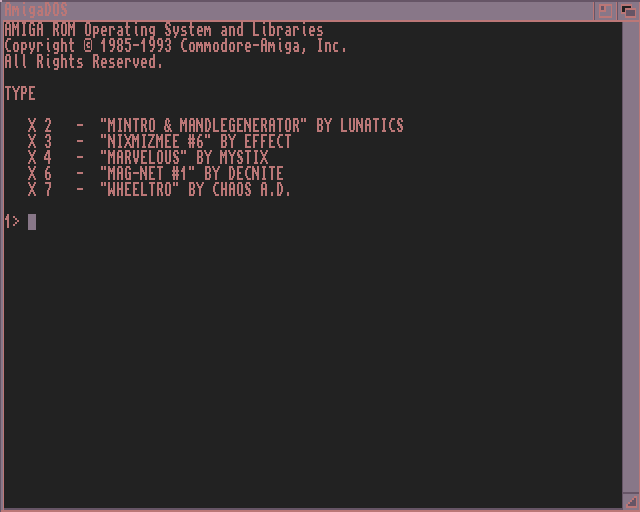 AmigaDOS
AMIGA ROM Operating System and Libraries
Copyright © 1985-1993 Commodore-Amiga, Inc.
All Rights Reserved.
TYPE
X 2 - "MINTRO & MANDLEGENERATOR" BY LUNATICS
X 3 - "NIXMIZMEE #6" BY EFFECT
X 4 - "MARVELOUS" BY MYSTIX
X 6 - "MAG-NET #1" BY DECNITE
X 7 - "WHEELTRO" BY CHAOS A.D.
1>